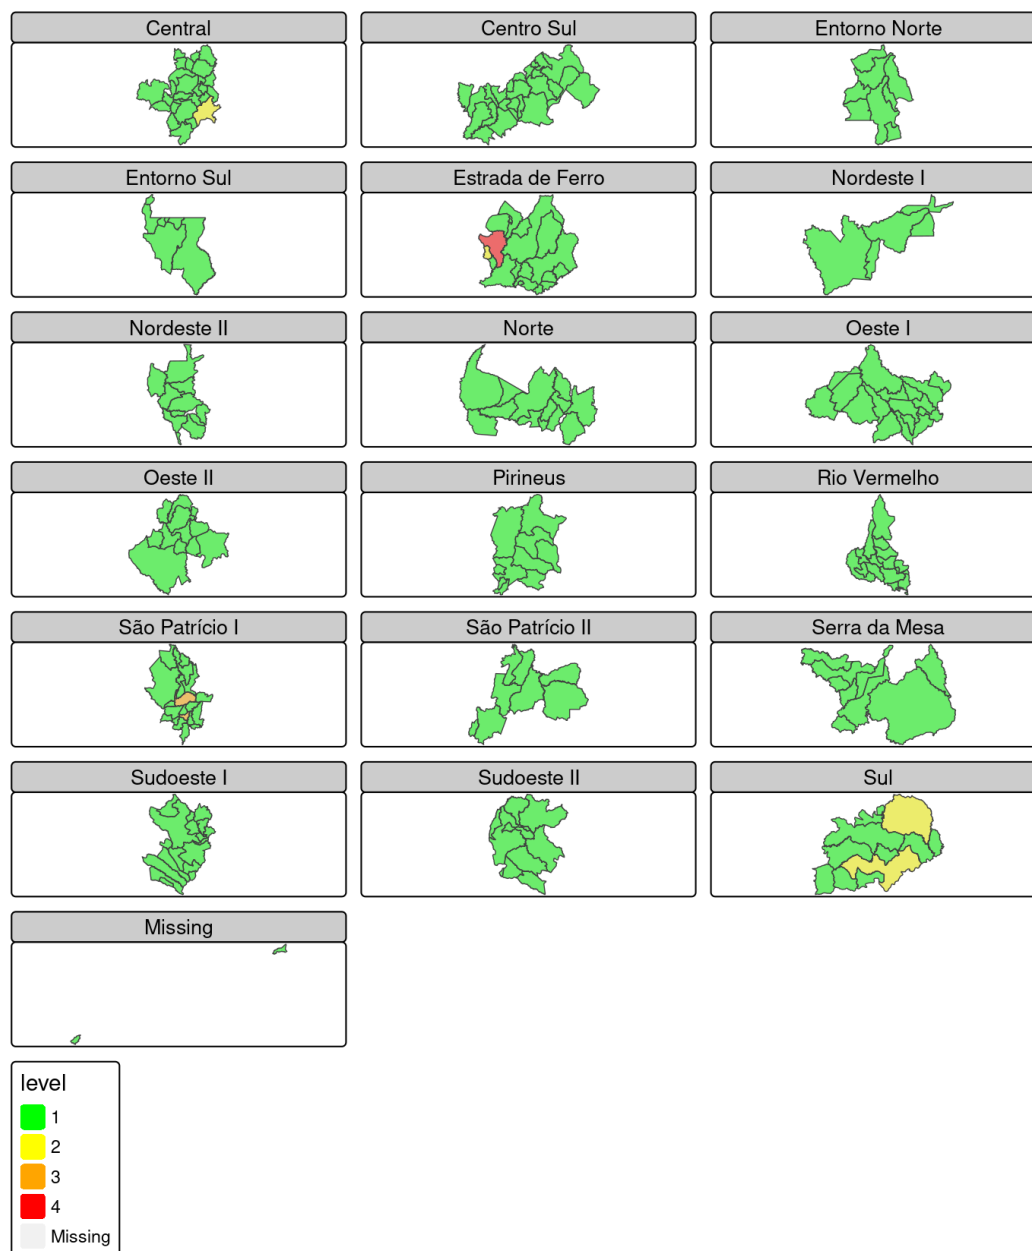 Central
Centro Sul
Entorno Norte
Entorno Sul
Estrada de Ferro
Nordeste I
Nordeste II
Norte
Oeste I
Oeste II
Pirineus
Rio Vermelho
São Patrício I
São Patrício II
Serra da Mesa
Sudoeste I
Sudoeste II
Sul
Missing
level
1
2
3
4
Missing